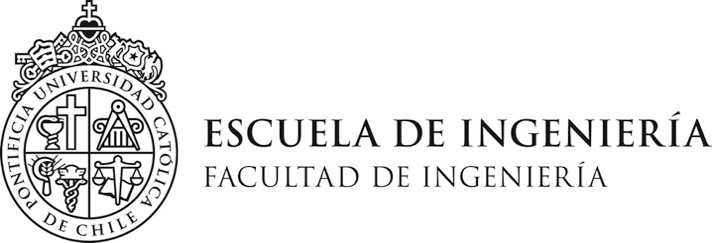 PONTIFICIA UNIVERSIDAD CATÓLICA
DE CHILE
ESCUELA DE INGENIERÍA
FACULTAD DE INGENIERÍA